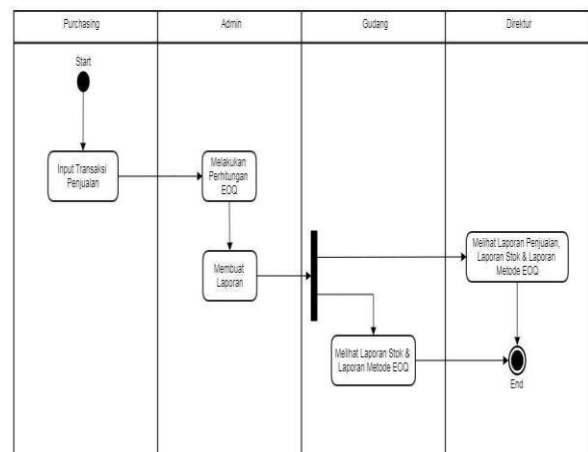 Purchasing
Admin
Gudang
Direktur
Start
Input Transaksi
Penjualan
Melakukan
Perhitungan
EOQ
Membuat
Laporan
Melihat Laporan Penjualan,
Laporan Stok & Laporan
Metode EOQ
Melihat Laporan Stok &
Laporan Metode EOQ
End